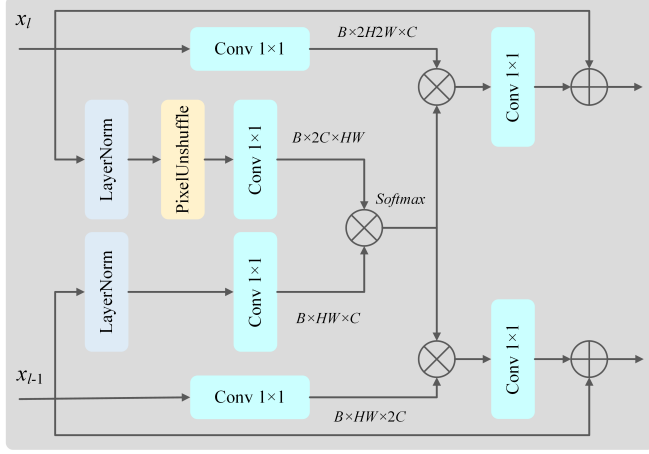 x_l
Conv 1×1
B×2H2W×C
Conv 1×1
LayerNorm
PixelUnshuffle
Conv 1×1
B×2C×HW
Softmax
LayerNorm
Conv 1×1
B×HW×C
x_{l-1}
Conv 1×1
B×HW×2C
Conv 1×1